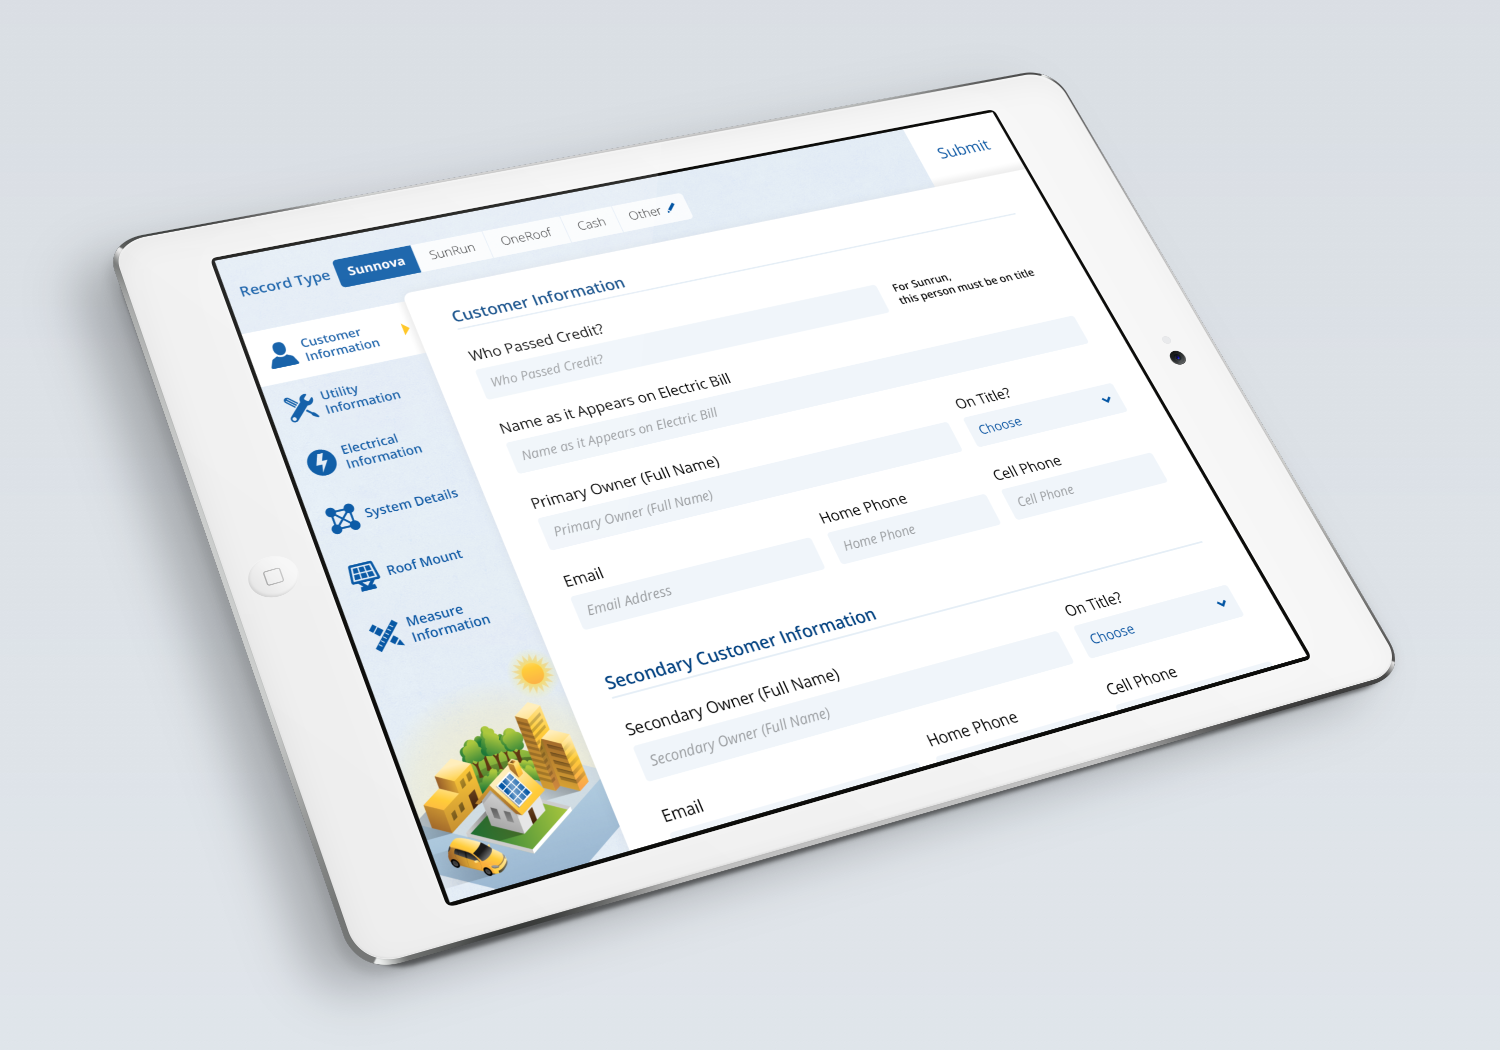 Submit
Record Type
Sunnova
SunRun
OneRoof
Cash
Other
Customer
Information
Utility
Information
Electrical
Information
System Details
Roof Mount
Measure
Information
Customer Information
Who Passed Credit?
Who Passed Credit?
For Sunrun,
this person must be on title
Name as it Appears on Electric Bill
Name as it Appears on Electric Bill
Primary Owner (Full Name)
Primary Owner (Full Name)
On Title?
Choose
Email
Email Address
Home Phone
Home Phone
Cell Phone
Cell Phone
Secondary Customer Information
Secondary Owner (Full Name)
Secondary Owner (Full Name)
On Title?
Choose
Email
Home Phone
Cell Phone